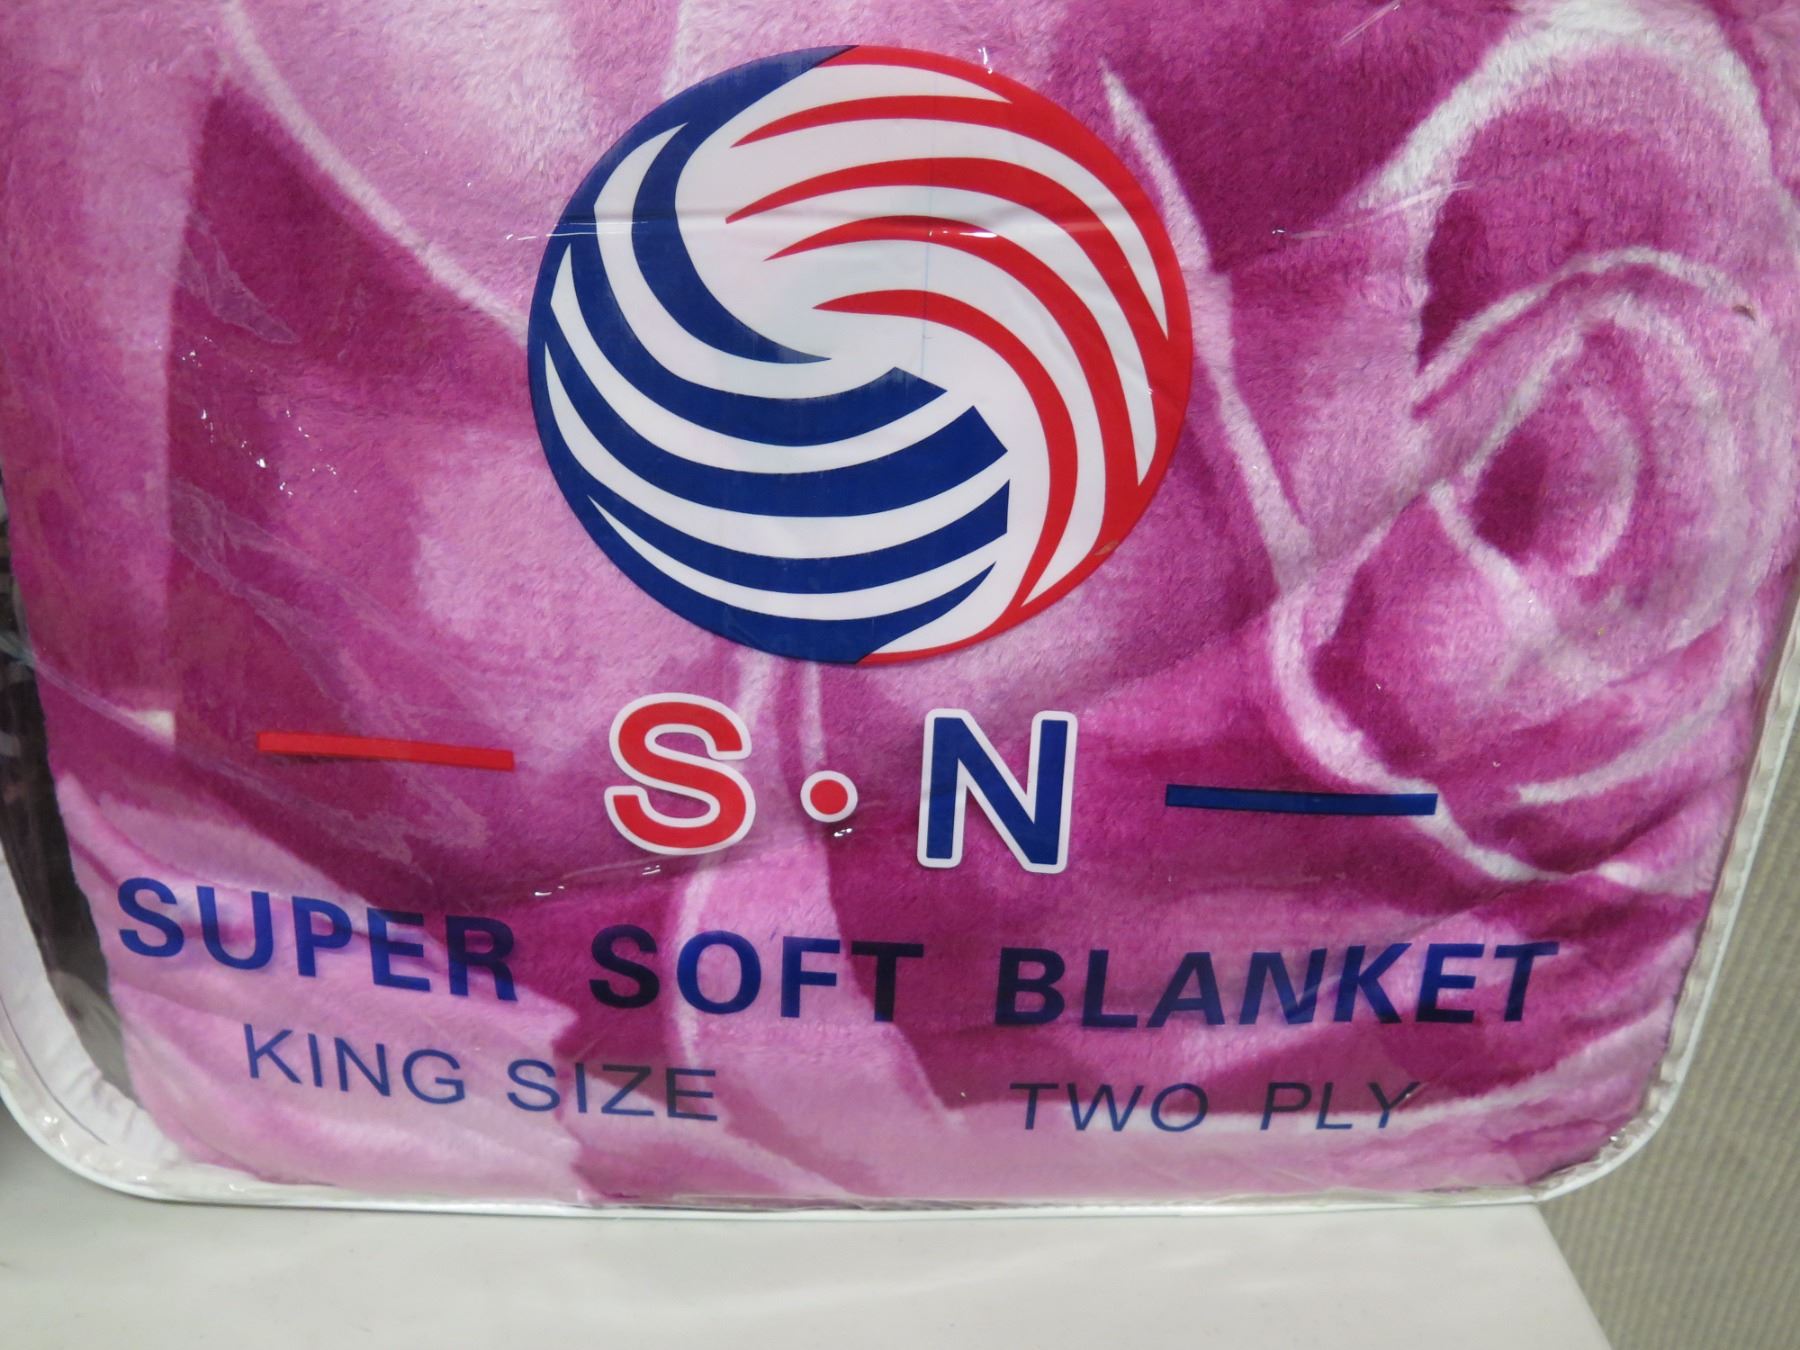 S·N
SUPER SOFT BLANKET
KING SIZE TWO PLY